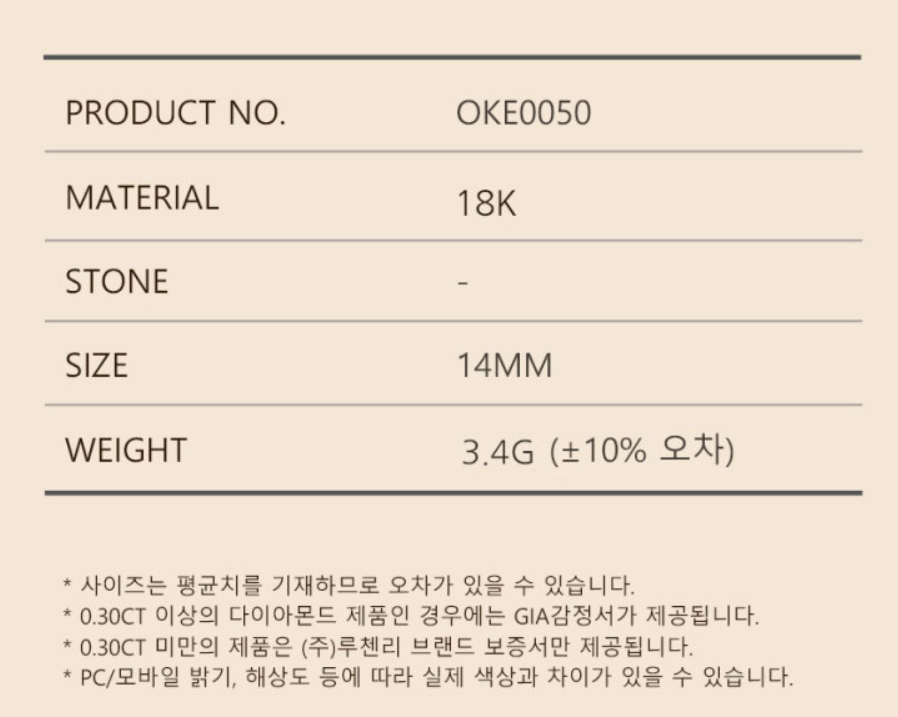 PRODUCT NO. OKE0050
MATERIAL 18K
STONE -
SIZE 14MM
WEIGHT 3.4G (±10% 오차)
* 사이즈는 평균치를 기재하므로 오차가 있을 수 있습니다.
* 0.30CT 이상의 다이아몬드 제품인 경우에는 GIA감정서가 제공됩니다.
* 0.30CT 미만의 제품은 (주)루첸리 브랜드 보증서만 제공됩니다.
* PC/모바일 밝기, 해상도 등에 따라 실제 색상과 차이가 있을 수 있습니다.